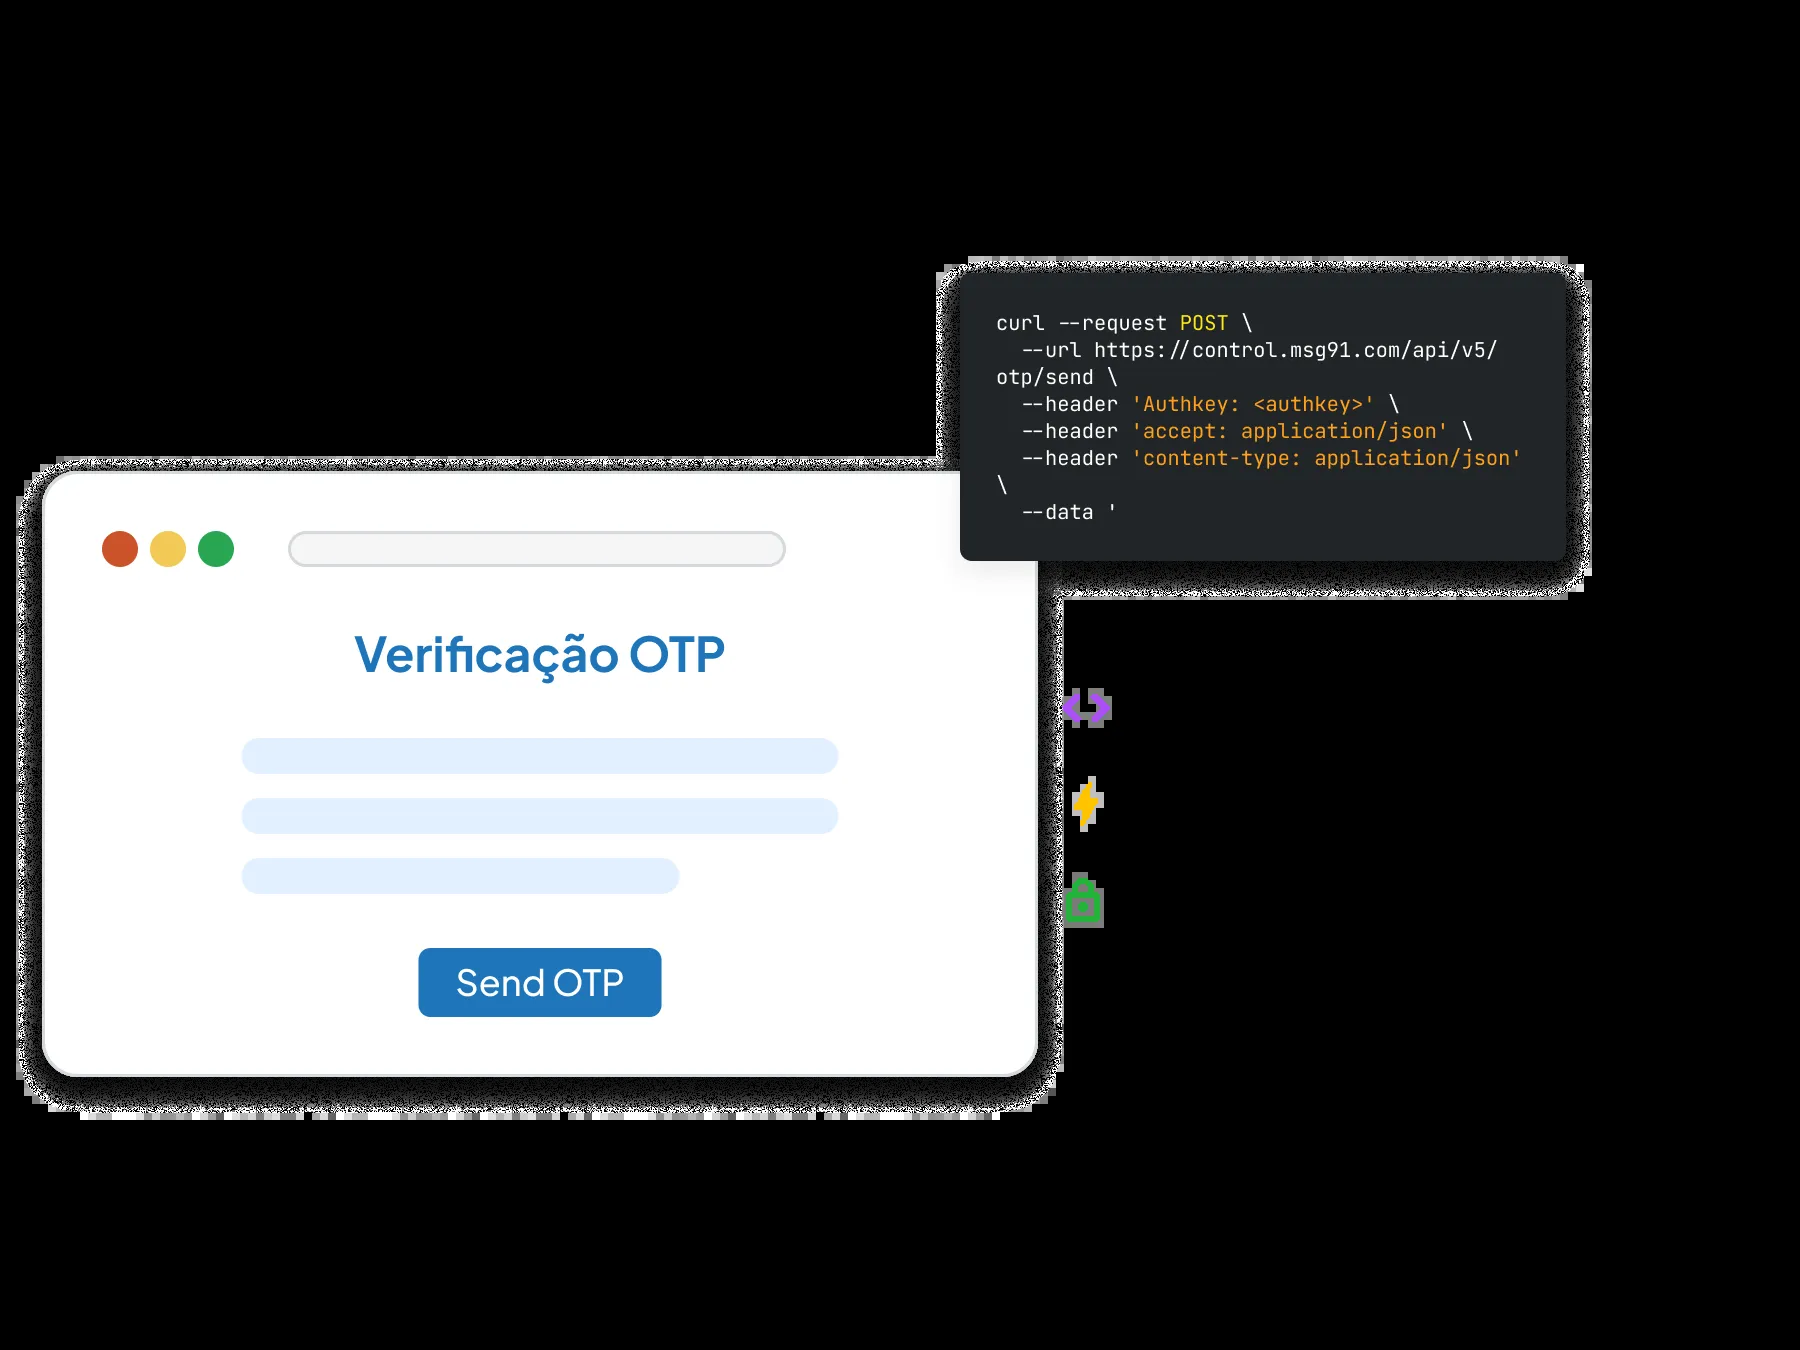 curl --request POST \
--url https://control.msg91.com/api/v5/
otp/send \
--header 'Authkey: <authkey>' \
--header 'accept: application/json' \
--header 'content-type: application/json'
\
--data '
Verificação OTP
Send OTP